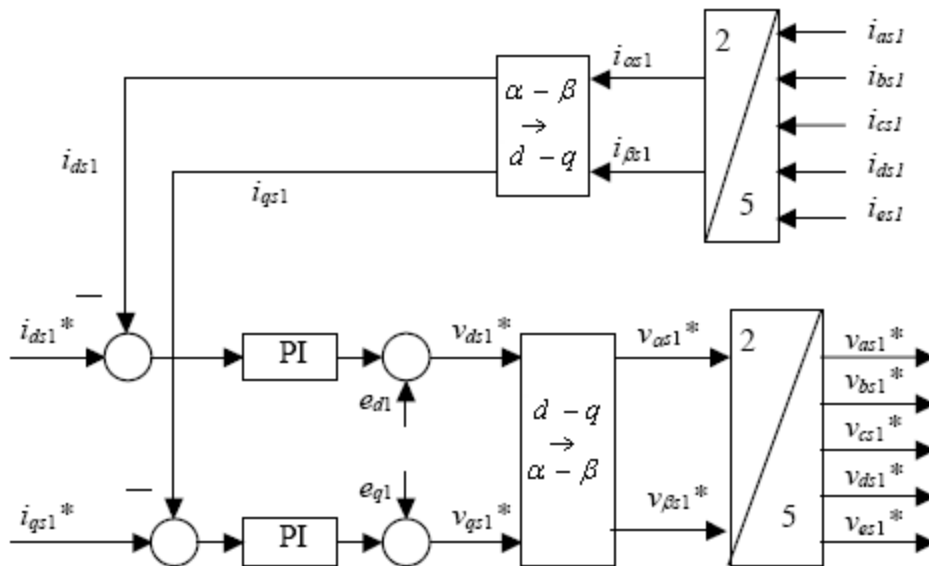 2
i_as1
i_αs1
i_bs1
α – β
→
d – q
i_cs1
i_ds1
i_βs1
i_ds1
i_qs1
5
i_es1
—
i_ds1*
PI
v_ds1*
v_αs1*
2
v_as1*
e_d1
v_bs1*
d – q
→
α – β
v_cs1*
—
e_q1
v_ds1*
i_qs1*
PI
v_qs1*
v_βs1*
5
v_es1*